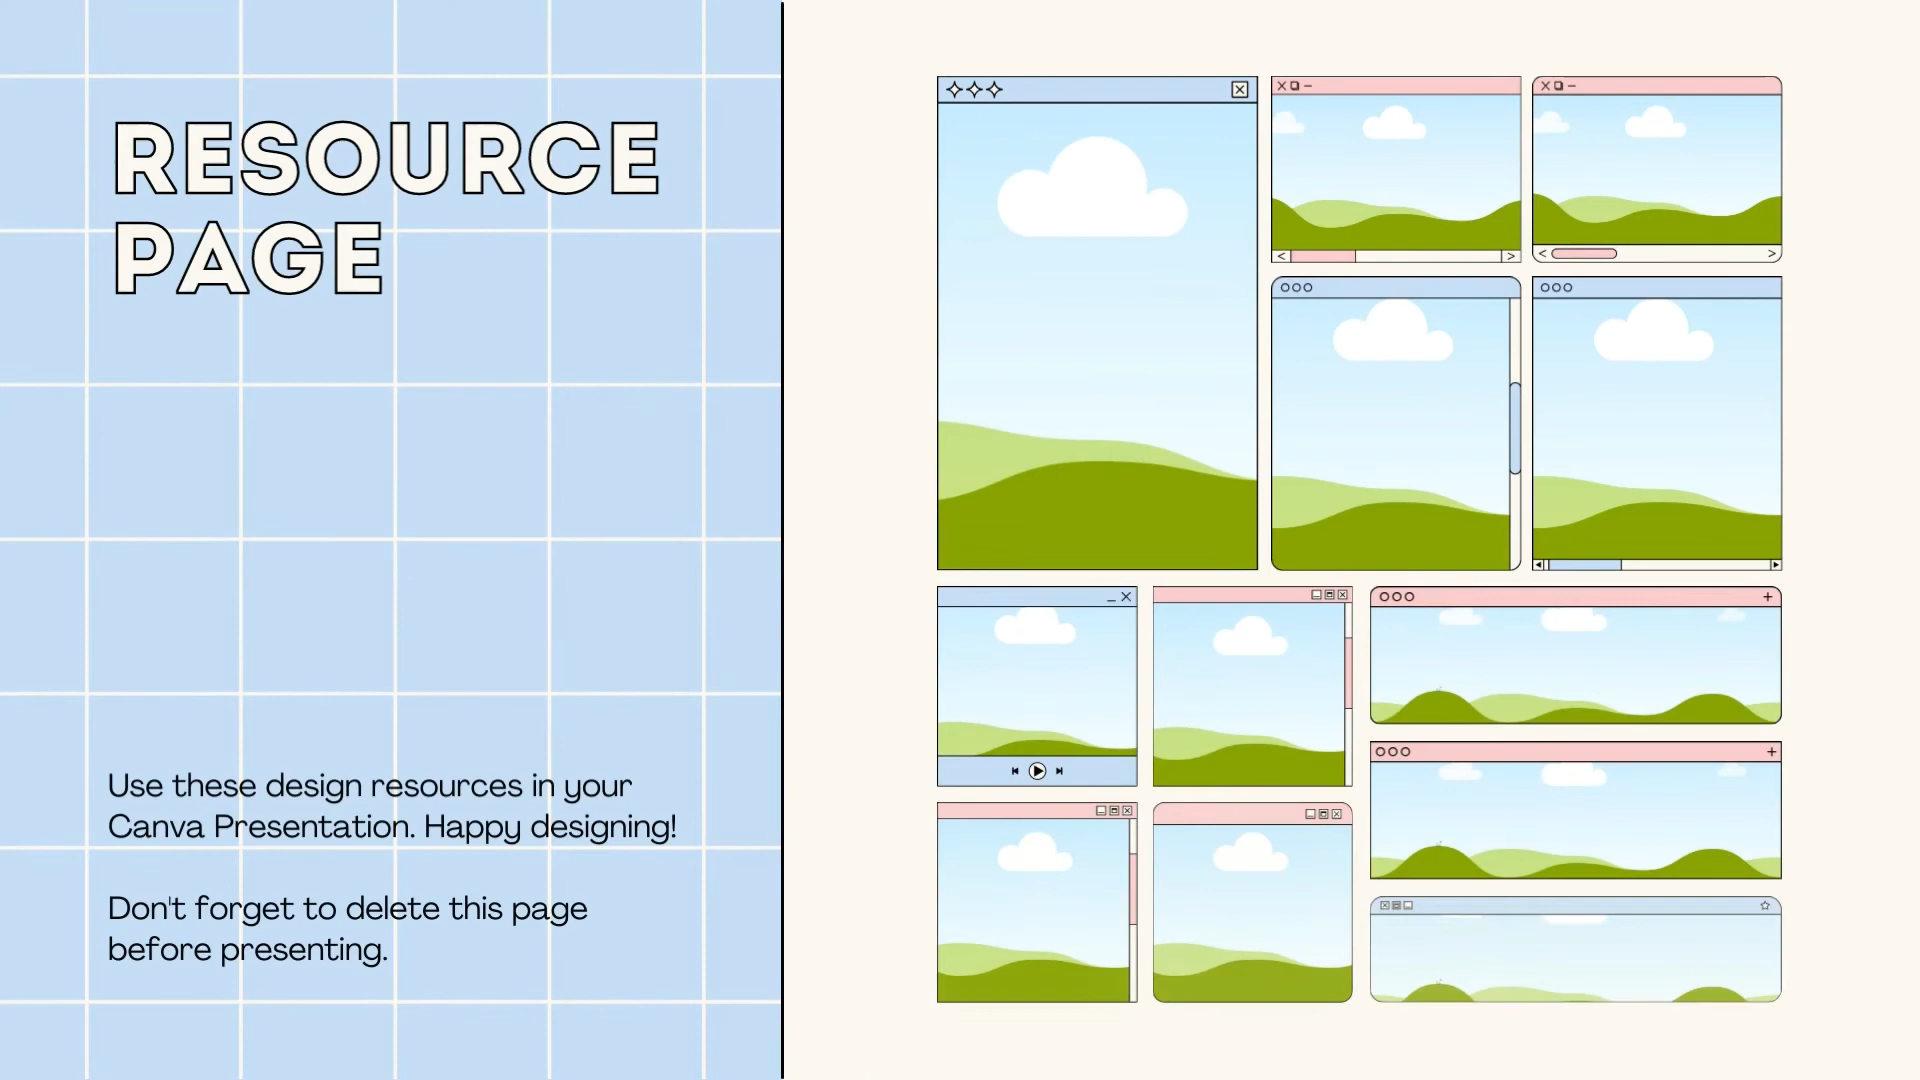 RESOURCE
PAGE
Use these design resources in your
Canva Presentation. Happy designing!
Don't forget to delete this page
before presenting.